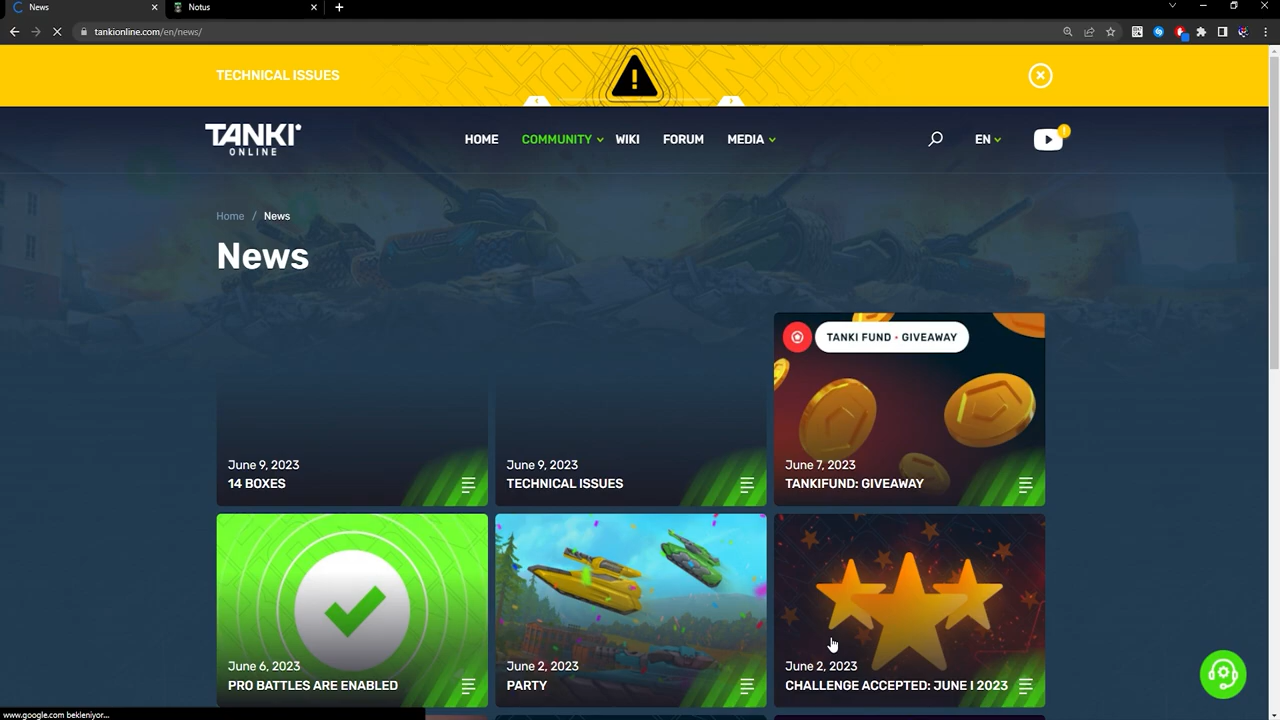 News
Notus
tankionline.com/en/news/
TECHNICAL ISSUES
TANKI
ONLINE
HOME
COMMUNITY
WIKI
FORUM
MEDIA
EN
Home / News
News
TANKI FUND • GIVEAWAY
June 9, 2023
14 BOXES
June 9, 2023
TECHNICAL ISSUES
June 7, 2023
TANKIFUND: GIVEAWAY
June 6, 2023
PRO BATTLES ARE ENABLED
June 2, 2023
PARTY
June 2, 2023
CHALLENGE ACCEPTED: JUNE I 2023
www.google.com bekleniyor...